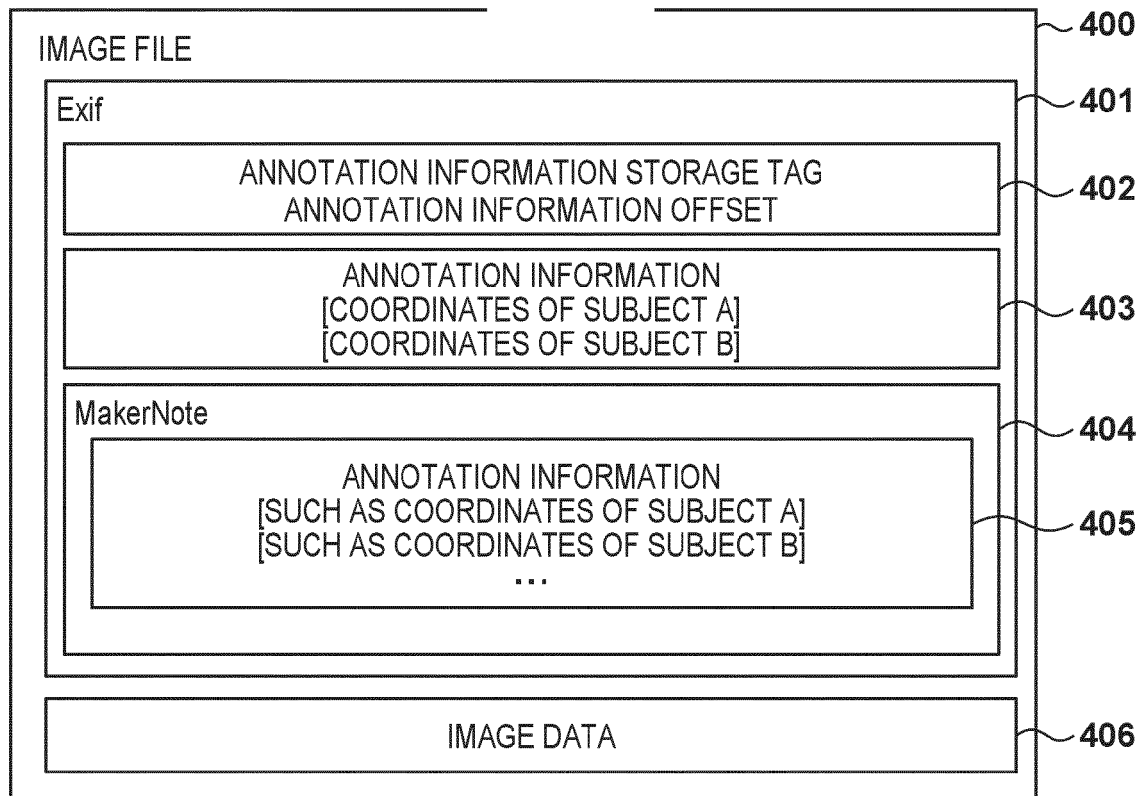 400
IMAGE FILE
401
Exif
ANNOTATION INFORMATION STORAGE TAG
ANNOTATION INFORMATION OFFSET
402
ANNOTATION INFORMATION
[COORDINATES OF SUBJECT A]
[COORDINATES OF SUBJECT B]
403
MakerNote
404
ANNOTATION INFORMATION
[SUCH AS COORDINATES OF SUBJECT A]
[SUCH AS COORDINATES OF SUBJECT B]
...
405
IMAGE DATA
406